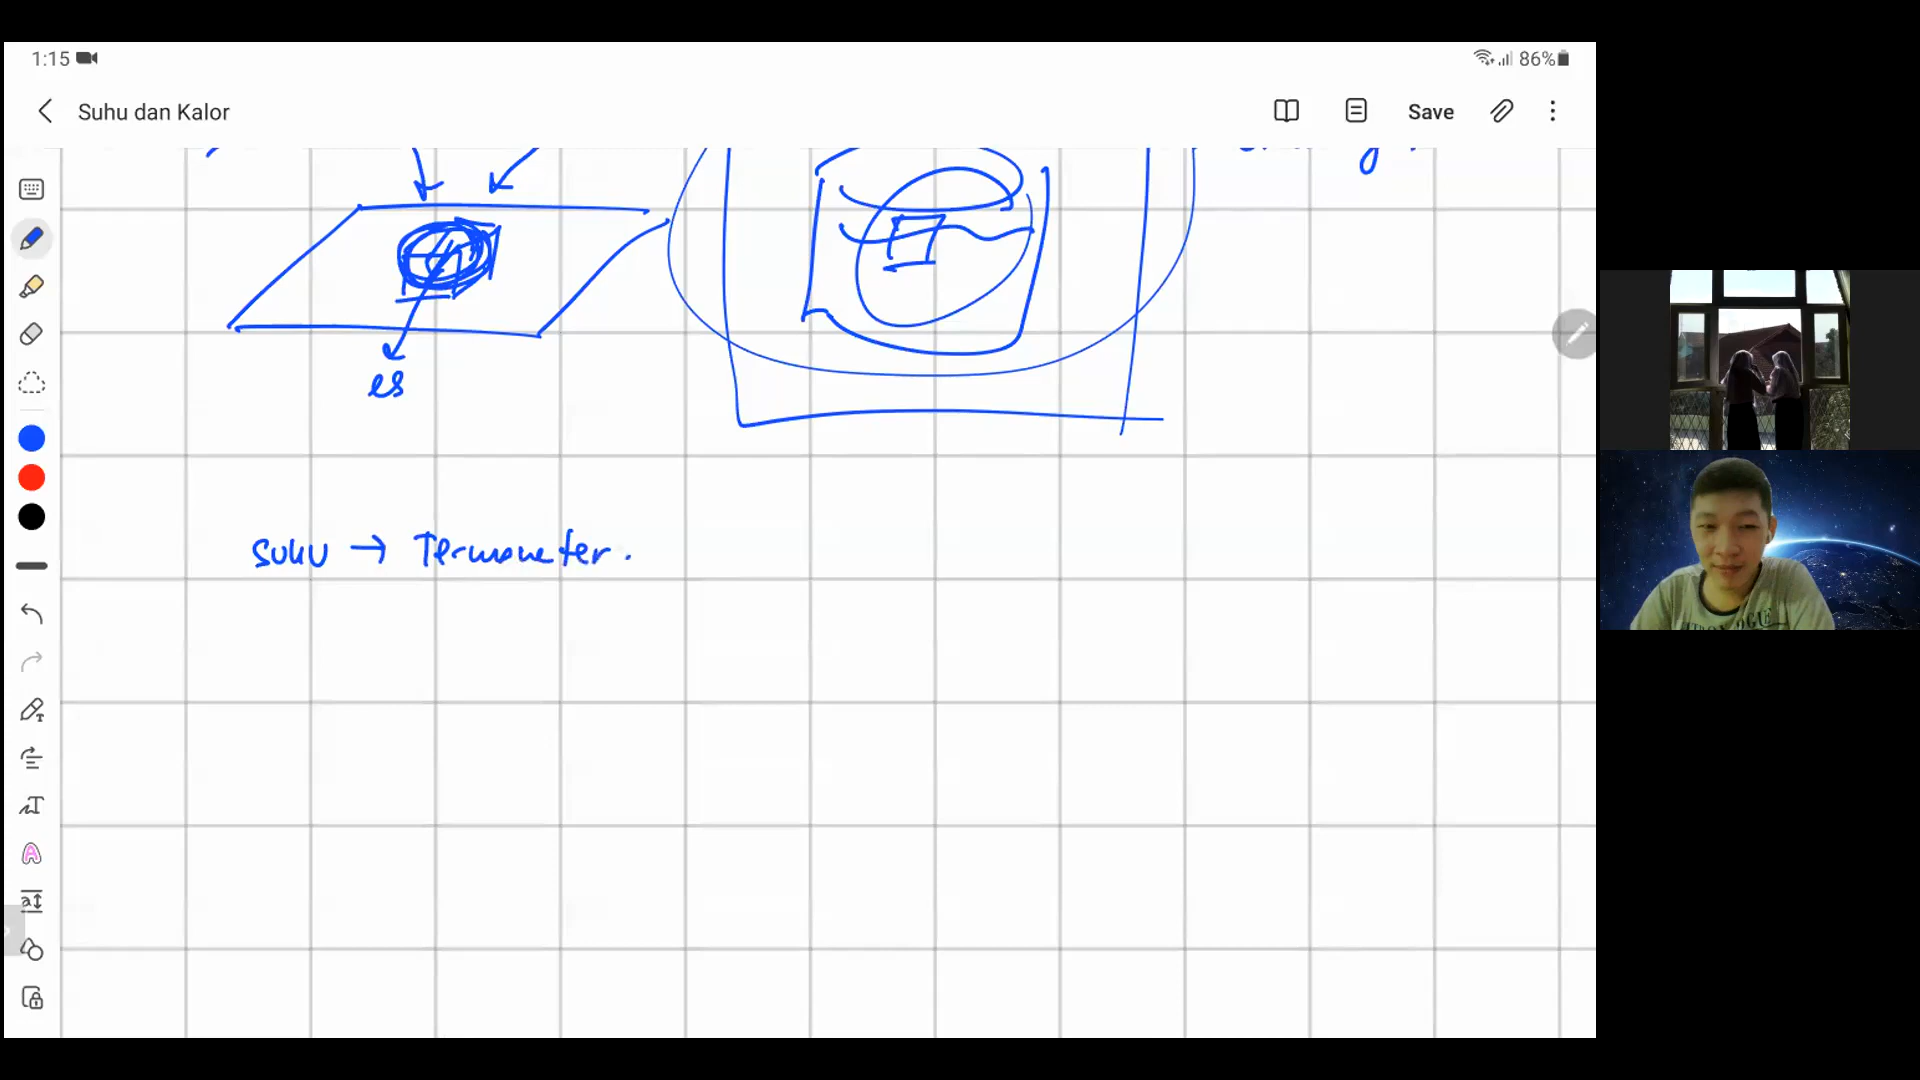 1:15
86%
Suhu dan Kalor
Save
es
suhu → Termometer.